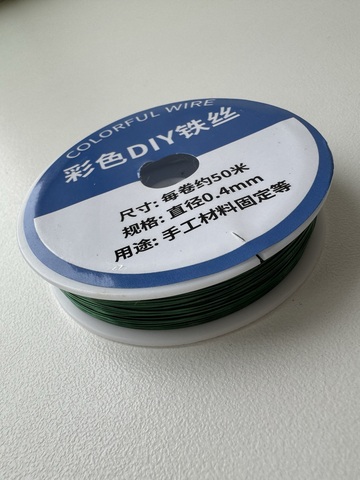 COLORFUL WIRE
彩色DIY铁丝
尺寸: 每卷约50米
规格: 直径0.4mm
用途: 手工材料固定等